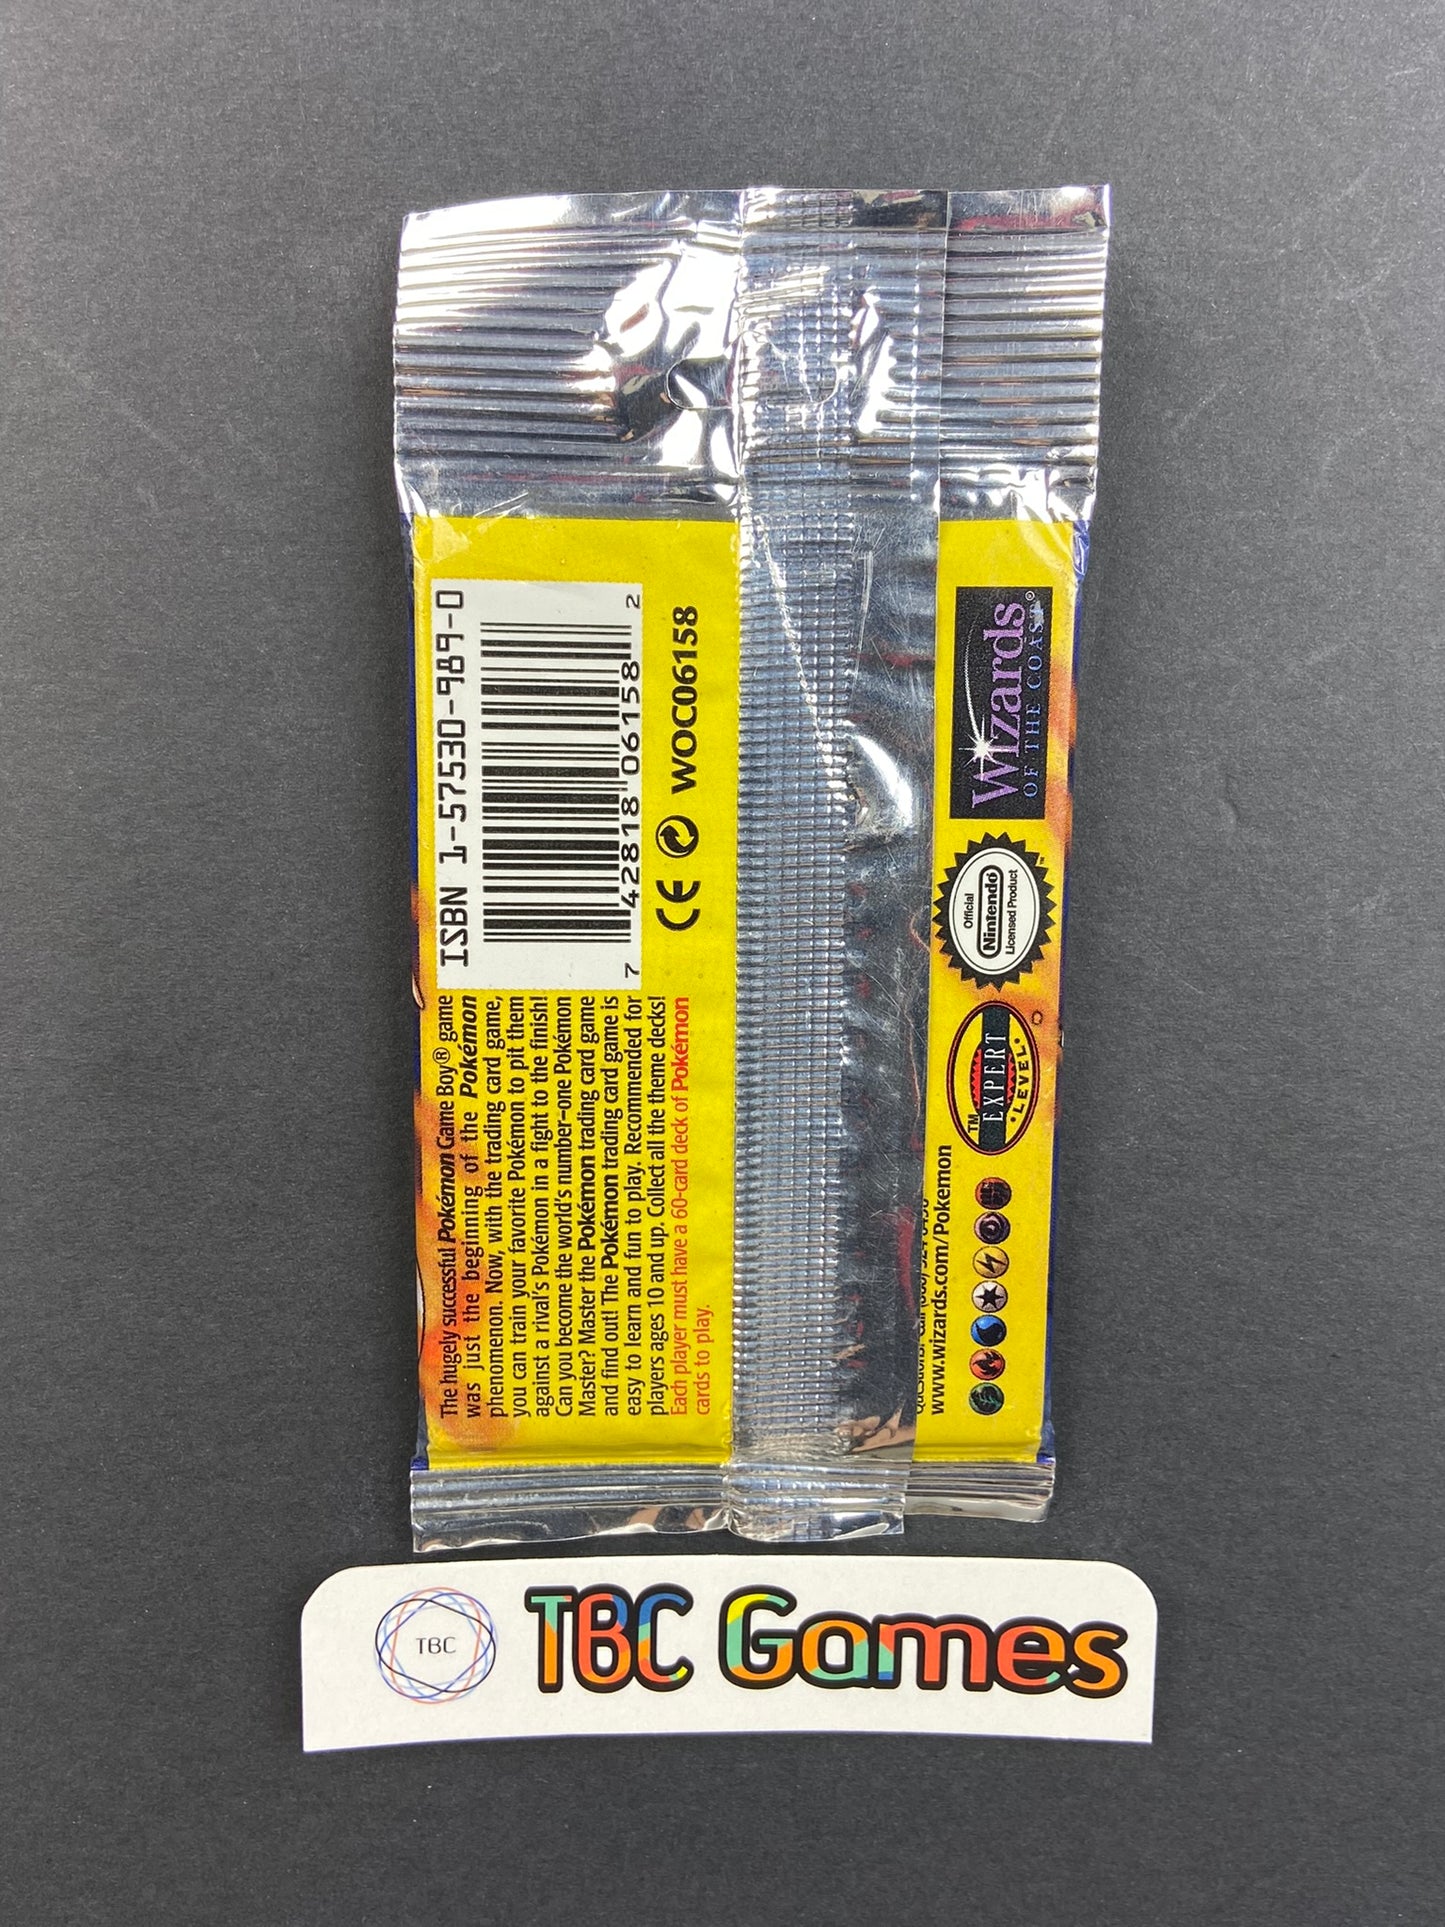 ISBN 1-57530-989-0
7 42818 06158 2
CE WOC06158
The hugely successful Pokémon Game Boy® game
was just the beginning of the Pokémon
phenomenon. Now, with the trading card game,
you can train your favorite Pokémon to pit them
against a rival's Pokémon in a fight to the finish!
Can you become the world's number-one Pokémon
Master? Master the Pokémon trading card game
and find out! The Pokémon trading card game is
easy to learn and fun to play. Recommended for
players ages 10 and up. Collect all the theme decks!
Each player must have a 60-card deck of Pokémon
cards to play.
www.wizards.com/Pokemon
TM
EXPERT
•LEVEL•
Official
Nintendo
Licensed Product
TM
Wizards
OF THE COAST®
TBC
TBC Games